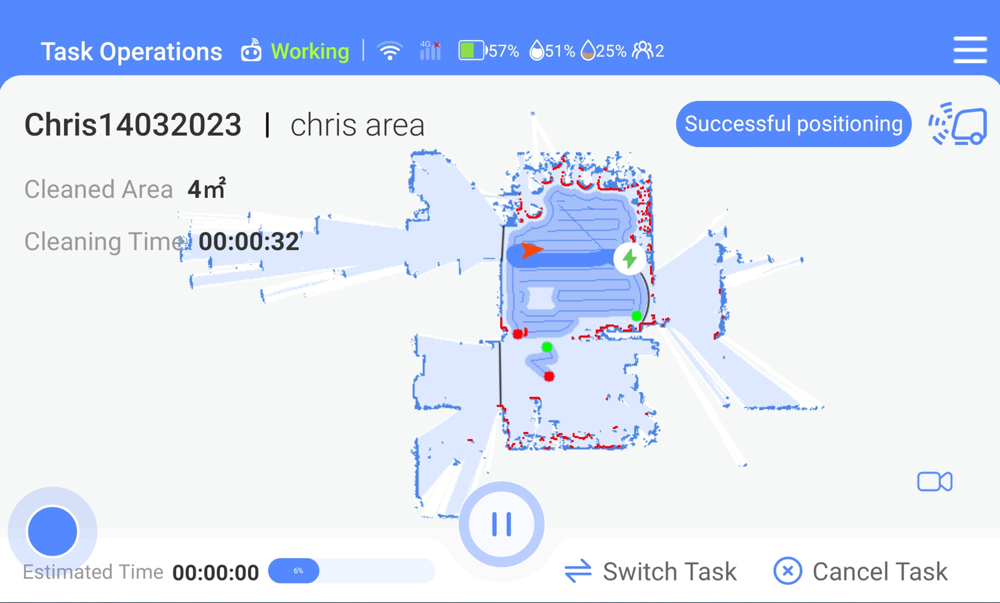 Task Operations Working 4G 57% 51% 25% 2
Chris14032023 | chris area
Successful positioning
Cleaned Area 4㎡
Cleaning Time 00:00:32
Estimated Time 00:00:00 6%
Switch Task
Cancel Task